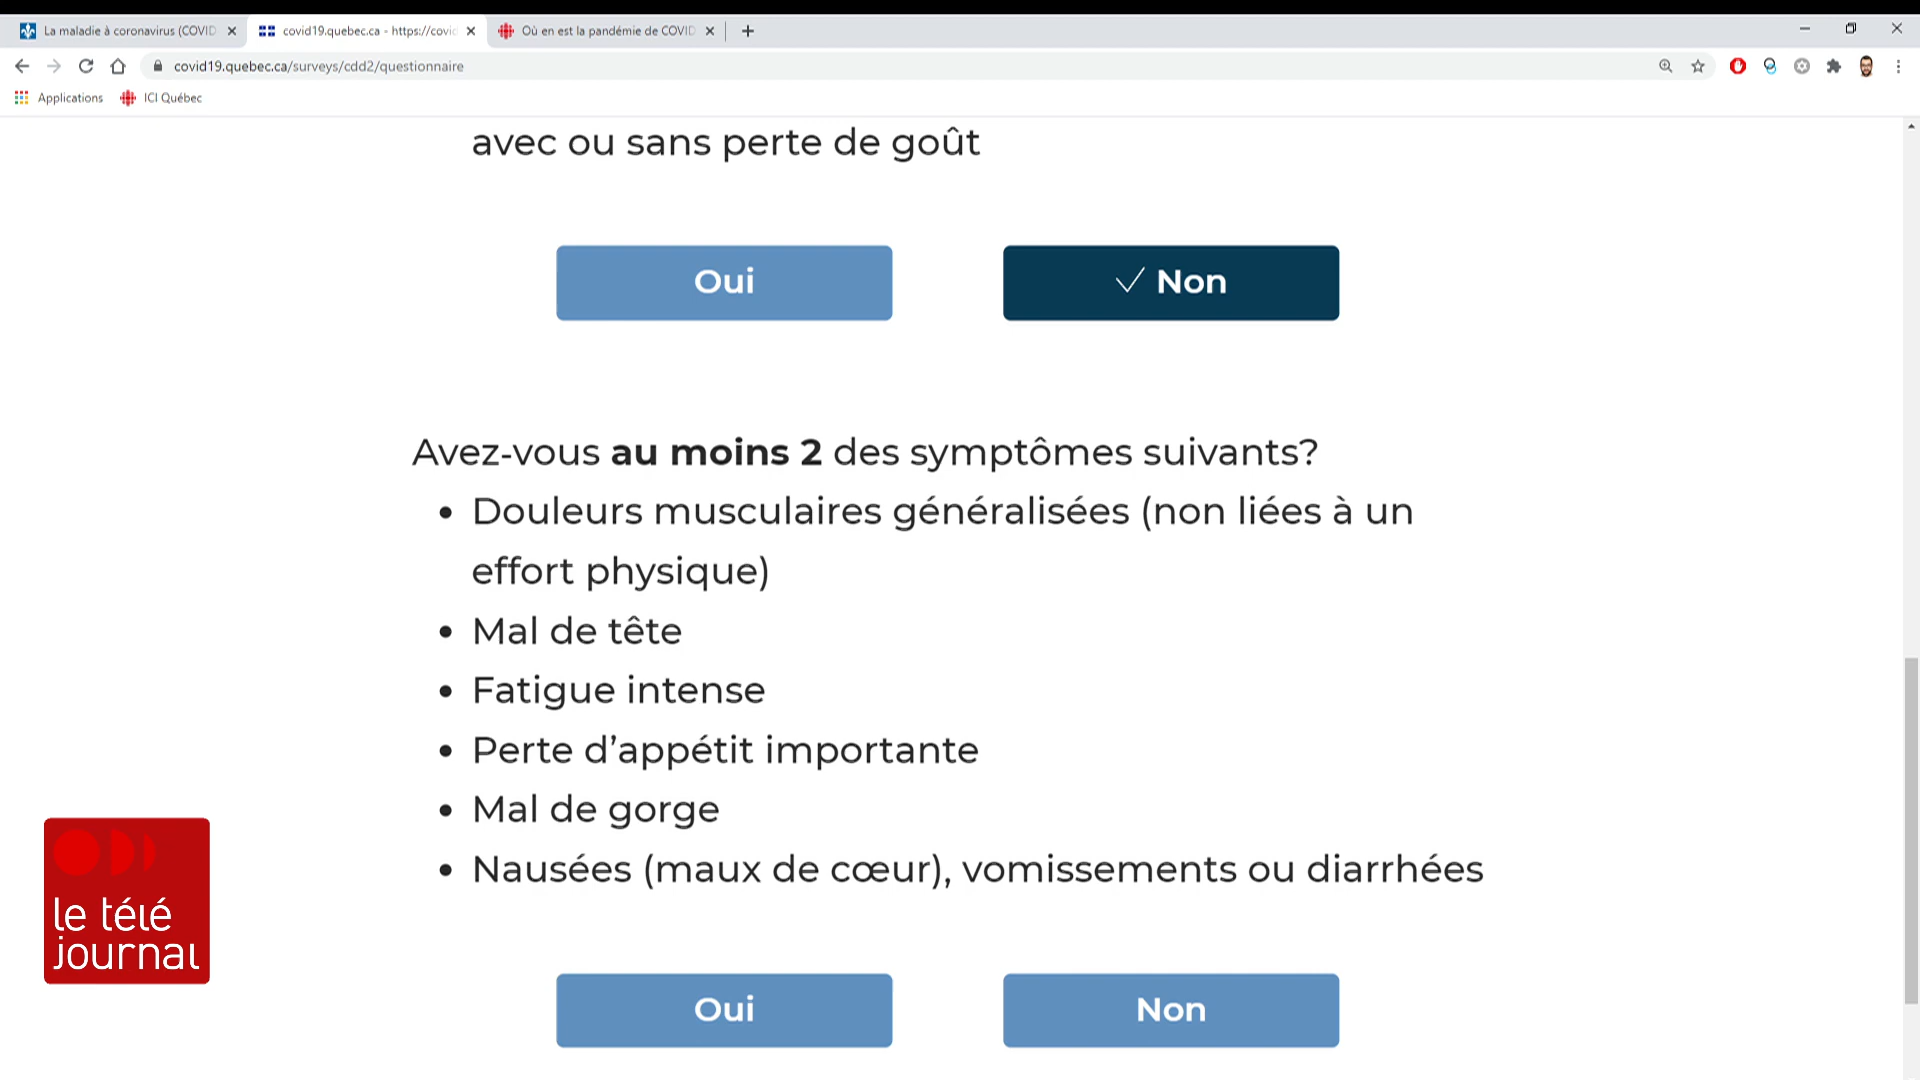 La maladie à coronavirus (COVID
covid19.quebec.ca - https://covid
Où en est la pandémie de COVID
covid19.quebec.ca/surveys/cdd2/questionnaire
Applications
ICI Québec
avec ou sans perte de goût
Oui
Non
Avez-vous au moins 2 des symptômes suivants?
• Douleurs musculaires généralisées (non liées à un
effort physique)
• Mal de tête
• Fatigue intense
• Perte d’appétit importante
• Mal de gorge
• Nausées (maux de cœur), vomissements ou diarrhées
le télé
journal
Oui
Non